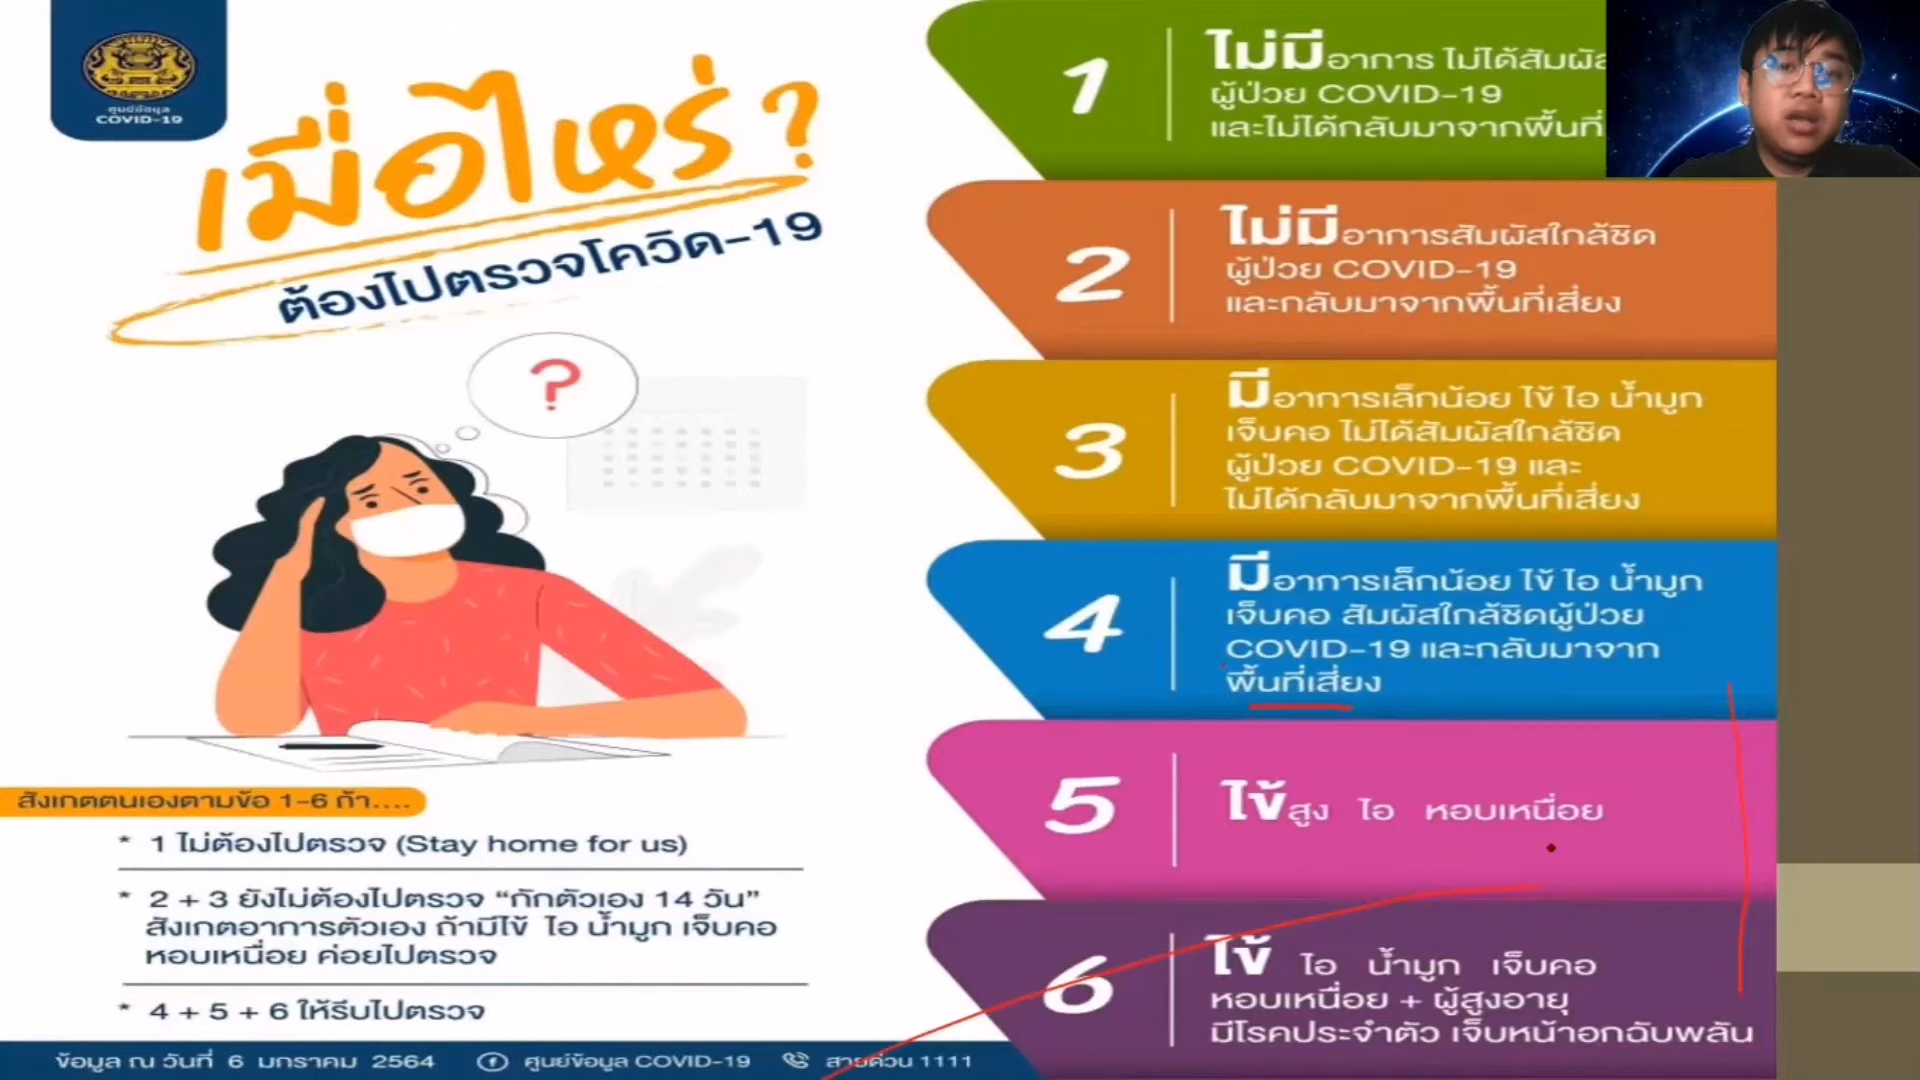 ศูนย์ข้อมูล
COVID-19
เมื่อไหร่?
ต้องไปตรวจโควิด-19
?
สังเกตตนเองตามข้อ 1-6 ถ้า....
* 1 ไม่ต้องไปตรวจ (Stay home for us)
* 2 + 3 ยังไม่ต้องไปตรวจ “กักตัวเอง 14 วัน”
สังเกตอาการตัวเอง ถ้ามีไข้ ไอ น้ำมูก เจ็บคอ
หอบเหนื่อย ค่อยไปตรวจ
* 4 + 5 + 6 ให้รีบไปตรวจ
ข้อมูล ณ วันที่ 6 มกราคม 2564 ศูนย์ข้อมูล COVID-19 สายด่วน 1111
1
ไม่มีอาการ ไม่ได้สัมผัส
ผู้ป่วย COVID-19
และไม่ได้กลับมาจากพื้นที่
2
ไม่มีอาการสัมผัสใกล้ชิด
ผู้ป่วย COVID-19
และกลับมาจากพื้นที่เสี่ยง
3
มีอาการเล็กน้อย ไข้ ไอ น้ำมูก
เจ็บคอ ไม่ได้สัมผัสใกล้ชิด
ผู้ป่วย COVID-19 และ
ไม่ได้กลับมาจากพื้นที่เสี่ยง
4
มีอาการเล็กน้อย ไข้ ไอ น้ำมูก
เจ็บคอ สัมผัสใกล้ชิดผู้ป่วย
COVID-19 และกลับมาจาก
พื้นที่เสี่ยง
5
ไข้สูง ไอ หอบเหนื่อย
6
ไข้ ไอ น้ำมูก เจ็บคอ
หอบเหนื่อย + ผู้สูงอายุ
มีโรคประจำตัว เจ็บหน้าอกฉับพลัน